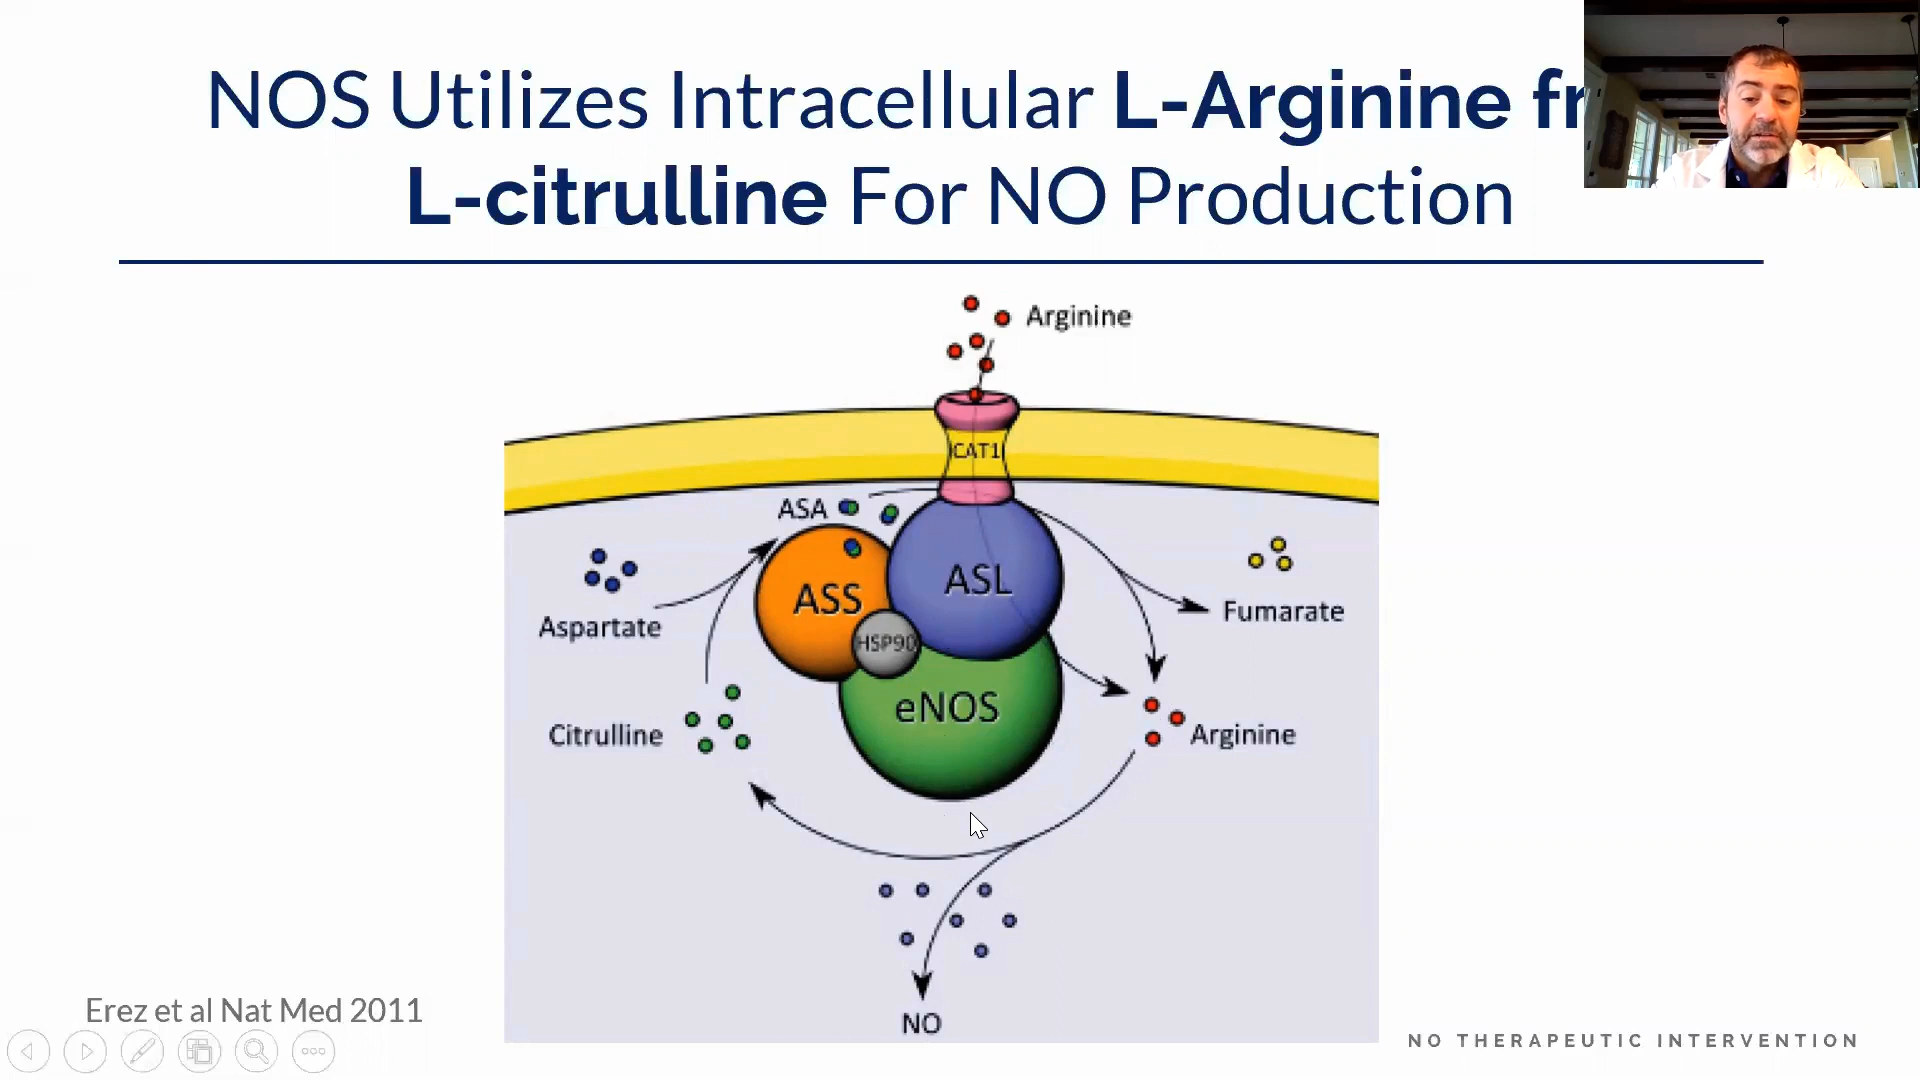 NOS Utilizes Intracellular L-Arginine fr
L-citrulline For NO Production
Arginine
CAT1
ASA
ASS
ASL
HSP90
eNOS
Aspartate
Fumarate
Citrulline
Arginine
NO
Erez et al Nat Med 2011
NO THERAPEUTIC INTERVENTION